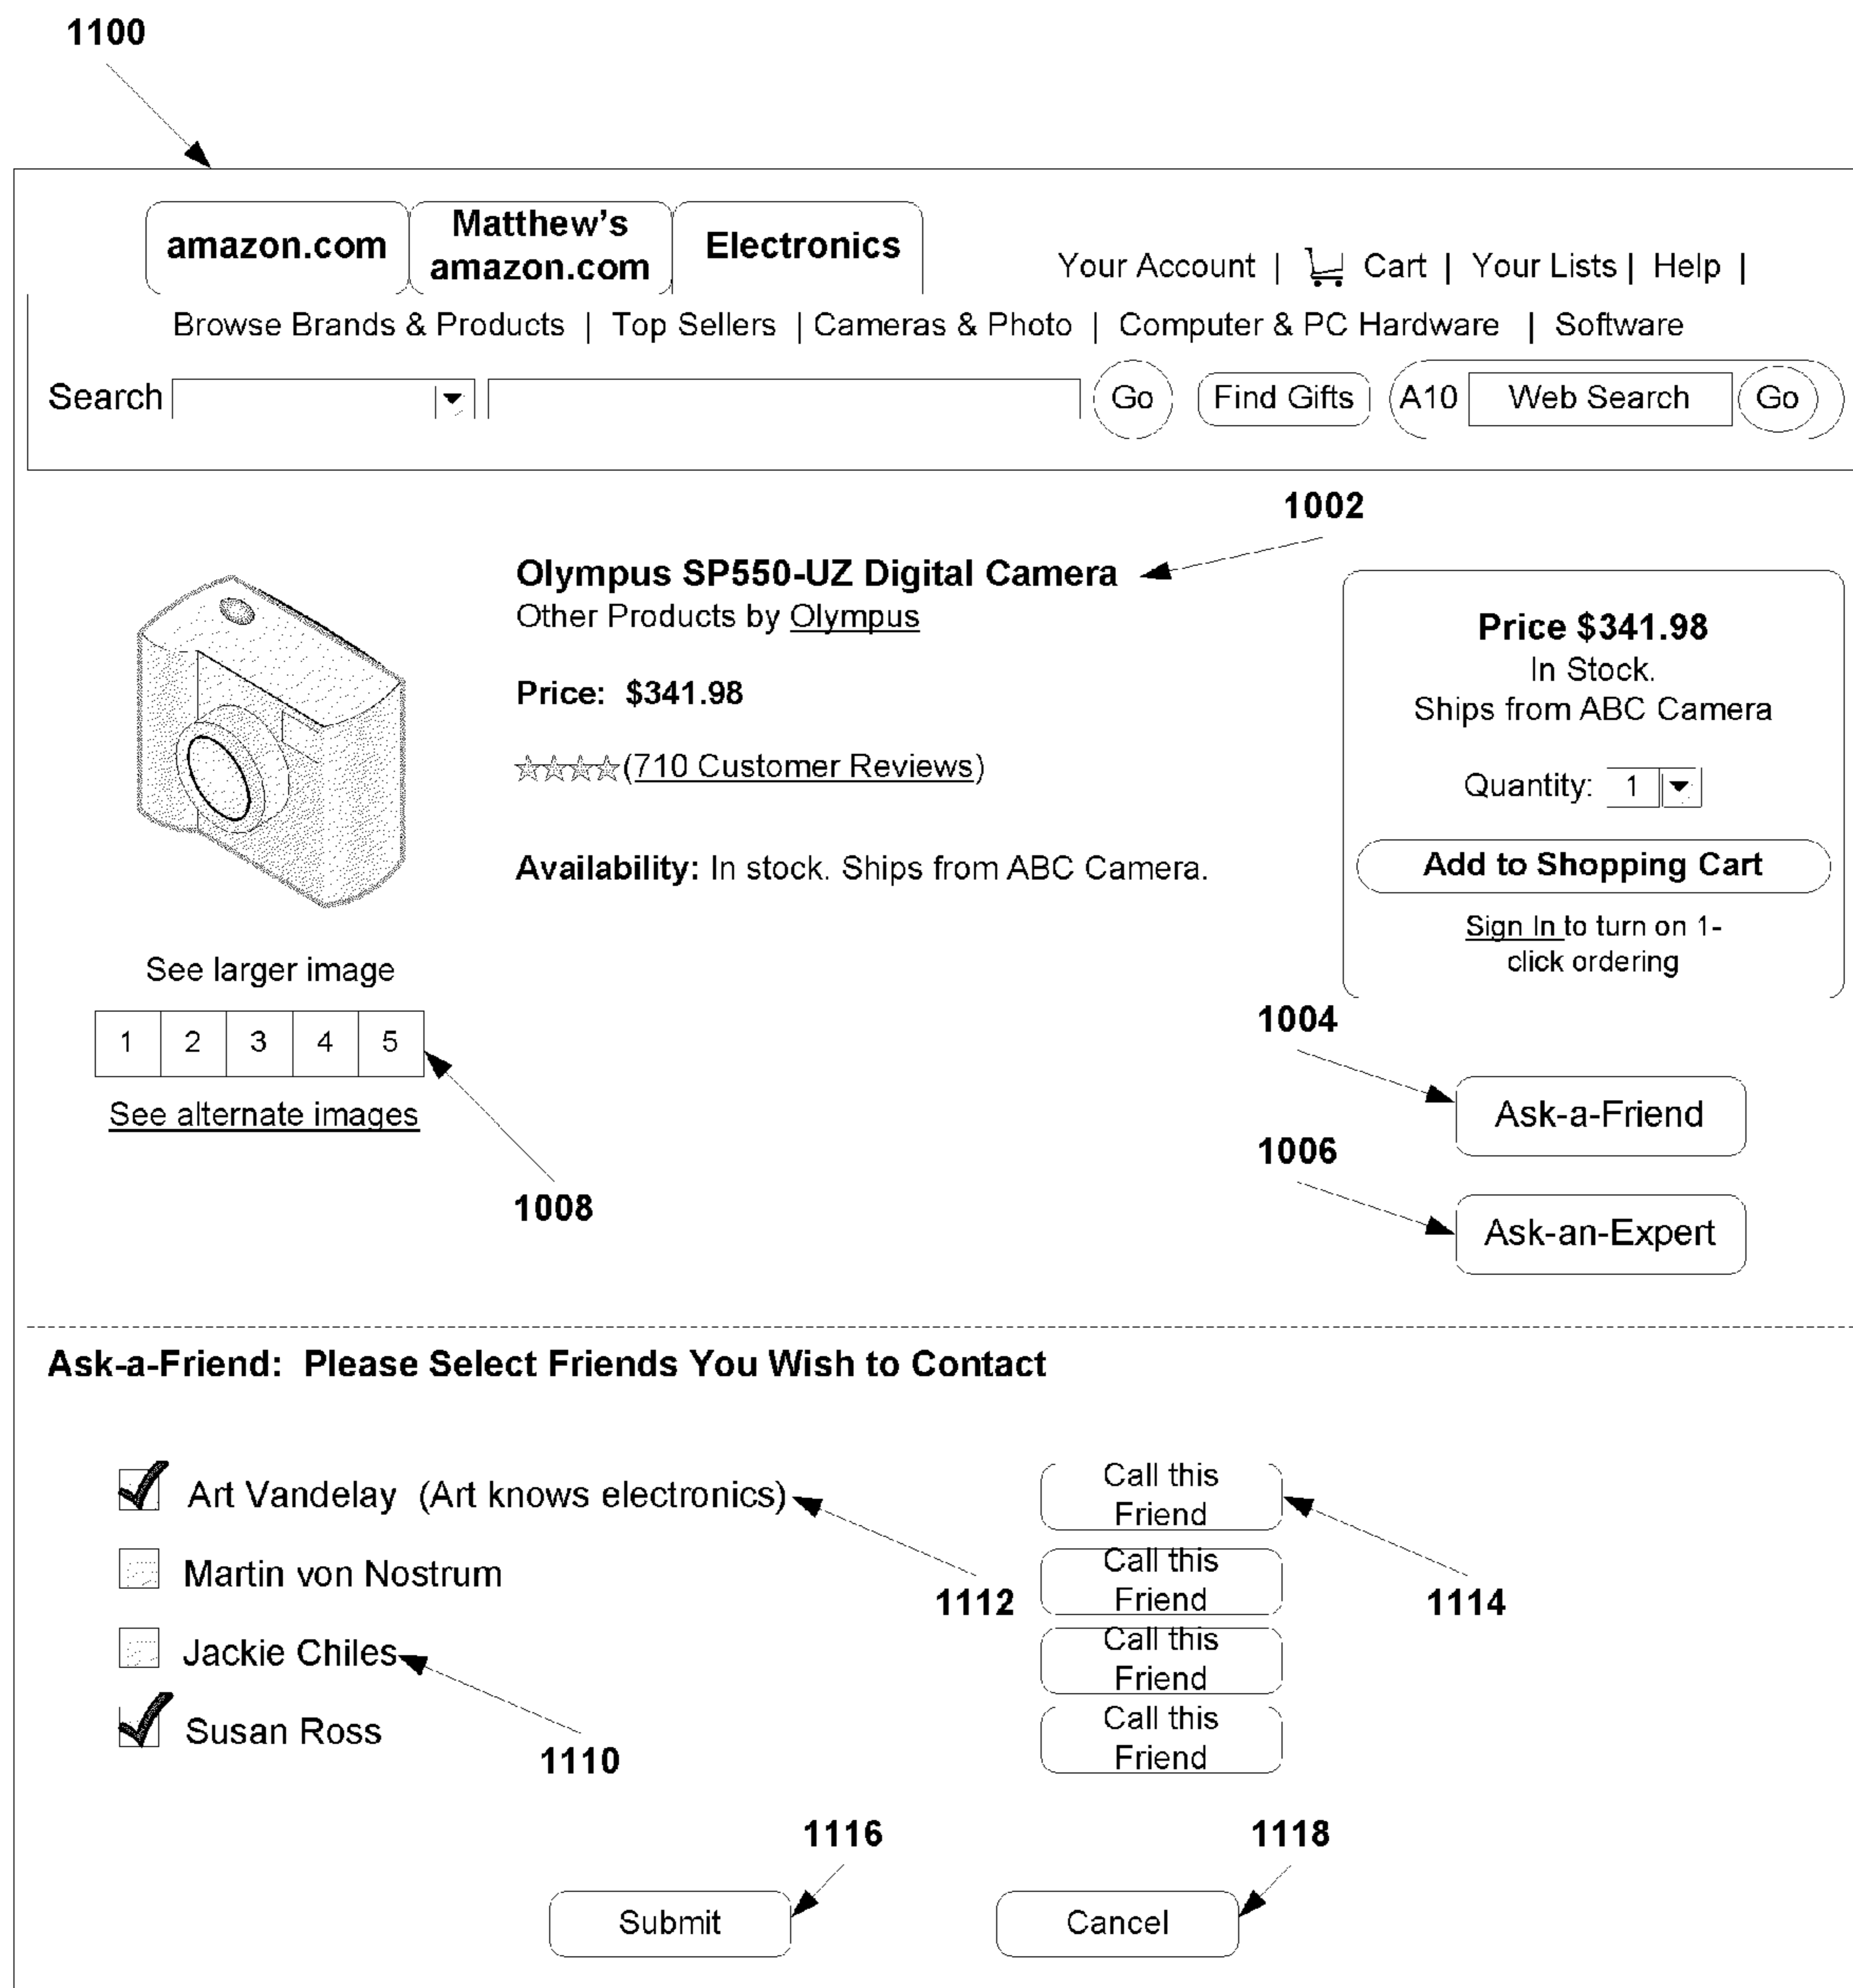 1100
amazon.com
Matthew's
amazon.com
Electronics
Your Account | Cart | Your Lists | Help |
Browse Brands & Products | Top Sellers | Cameras & Photo | Computer & PC Hardware | Software
Search Go Find Gifts A10 Web Search Go
1002
Olympus SP550-UZ Digital Camera
Other Products by Olympus
Price: $341.98
(710 Customer Reviews)
Availability: In stock. Ships from ABC Camera.
Price $341.98
In Stock.
Ships from ABC Camera
Quantity: 1
Add to Shopping Cart
Sign In to turn on 1-
click ordering
See larger image
1 2 3 4 5
See alternate images
1008
1004
Ask-a-Friend
1006
Ask-an-Expert
Ask-a-Friend: Please Select Friends You Wish to Contact
Art Vandelay (Art knows electronics)
Call this
Friend
Martin von Nostrum
1112
Call this
Friend
1114
Jackie Chiles
Call this
Friend
Susan Ross
1110
Call this
Friend
1116
1118
Submit
Cancel